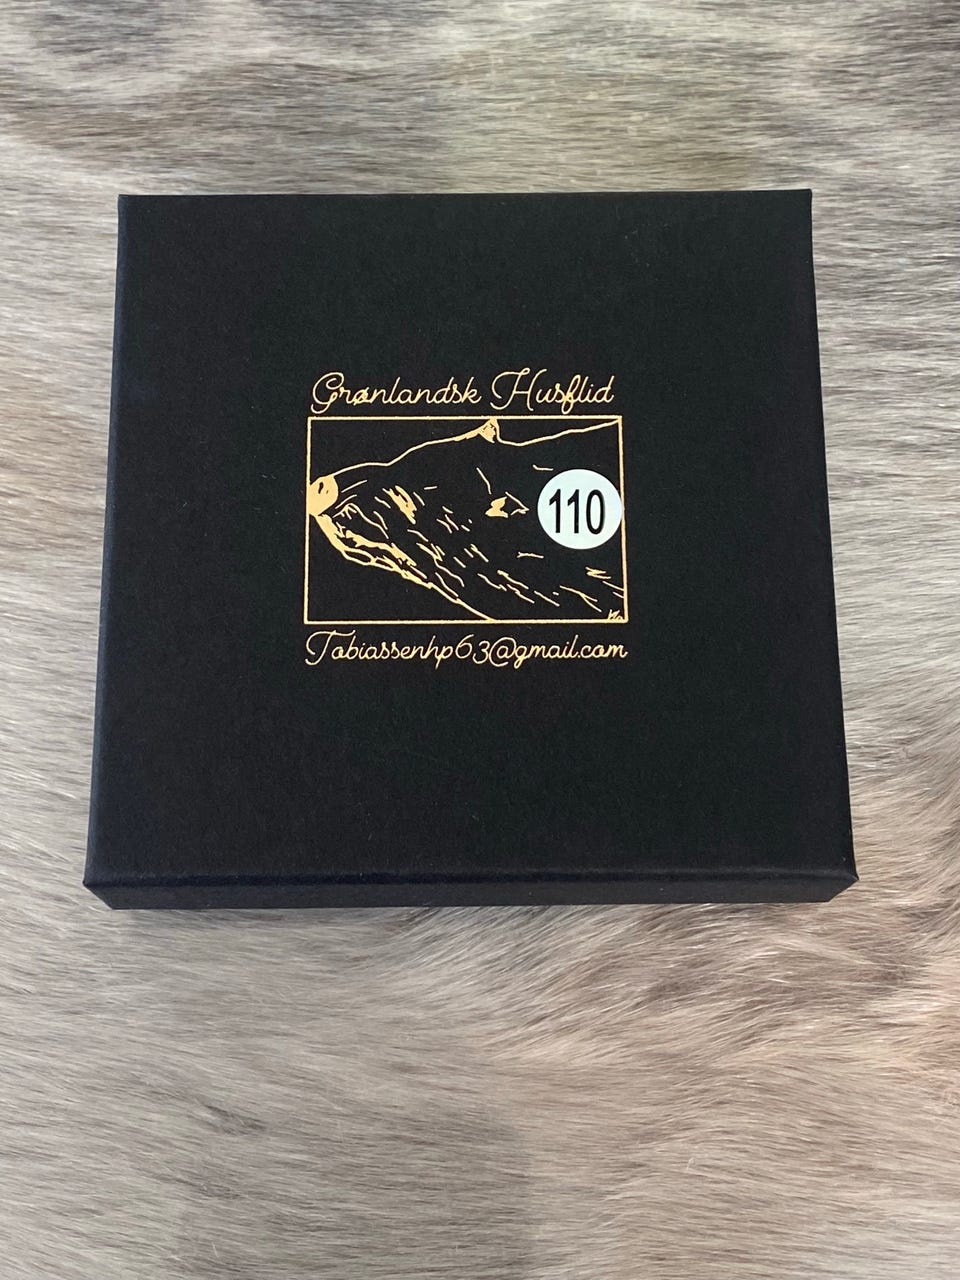 Grønlandsk Husflid
110
Tobiassenhp63@gmail.com